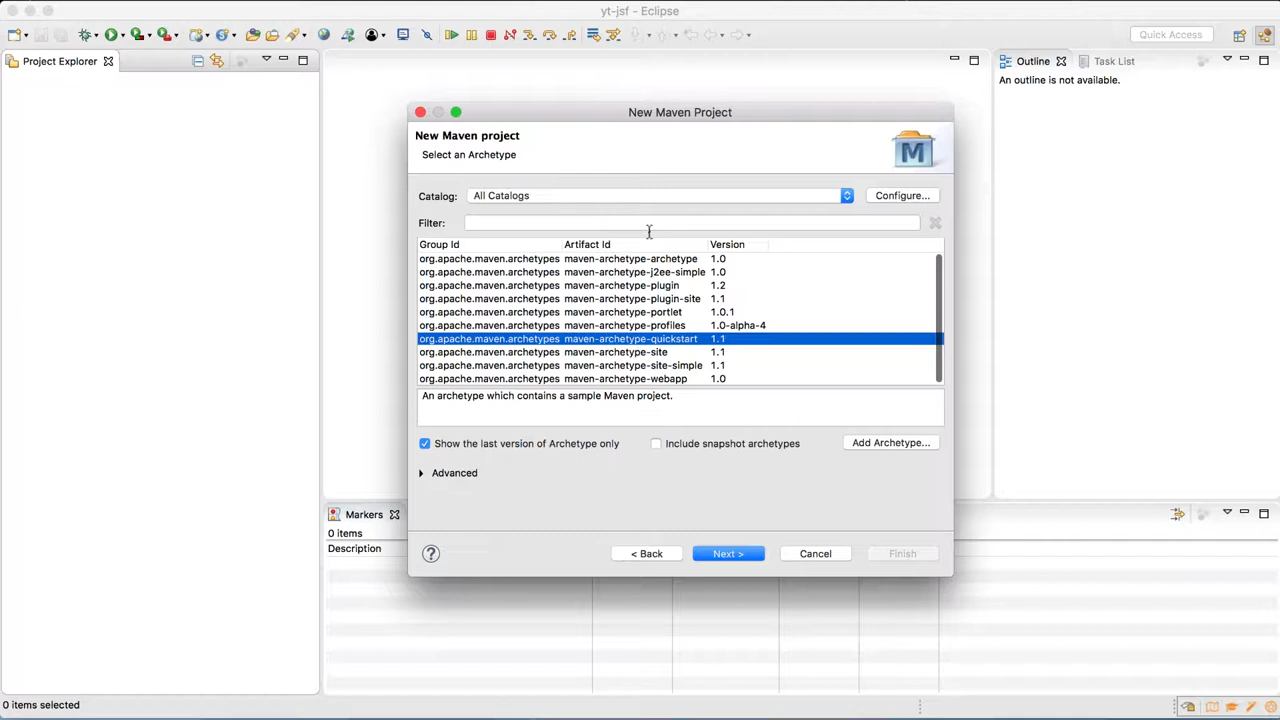 yt-jsf - Eclipse
Quick Access
Project Explorer
Outline
Task List
An outline is not available.
New Maven Project
New Maven project
Select an Archetype
M
Catalog: All Catalogs Configure...
Filter:
Group Id Artifact Id Version
org.apache.maven.archetypes maven-archetype-archetype 1.0
org.apache.maven.archetypes maven-archetype-j2ee-simple 1.0
org.apache.maven.archetypes maven-archetype-plugin 1.2
org.apache.maven.archetypes maven-archetype-plugin-site 1.1
org.apache.maven.archetypes maven-archetype-portlet 1.0.1
org.apache.maven.archetypes maven-archetype-profiles 1.0-alpha-4
org.apache.maven.archetypes maven-archetype-quickstart 1.1
org.apache.maven.archetypes maven-archetype-site 1.1
org.apache.maven.archetypes maven-archetype-site-simple 1.1
org.apache.maven.archetypes maven-archetype-webapp 1.0
An archetype which contains a sample Maven project.
Show the last version of Archetype only Include snapshot archetypes Add Archetype...
Advanced
Markers
0 items
Description
? < Back Next > Cancel Finish
0 items selected